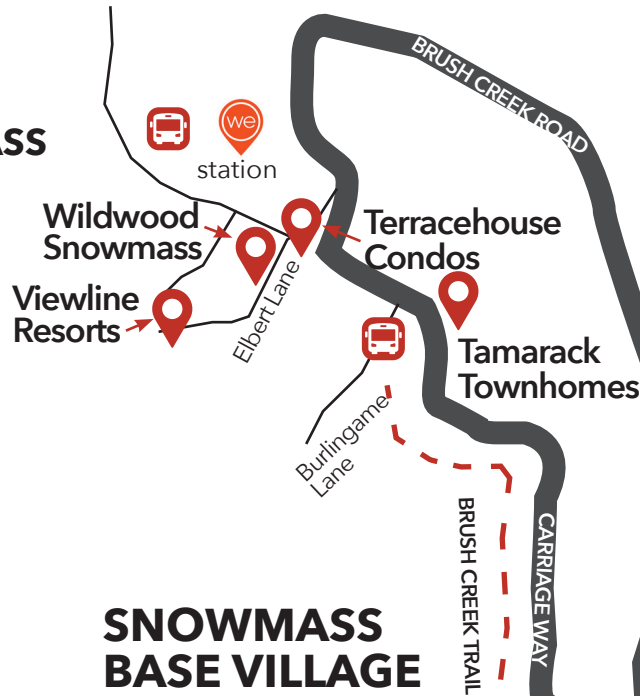 BRUSH CREEK ROAD
ASS
we
station
Wildwood
Snowmass
Terracehouse
Condos
Elbert Lane
Viewline
Resorts
Tamarack
Townhomes
Burlingame
Lane
BRUSH CREEK TRAIL
CARRIAGE WAY
SNOWMASS
BASE VILLAGE